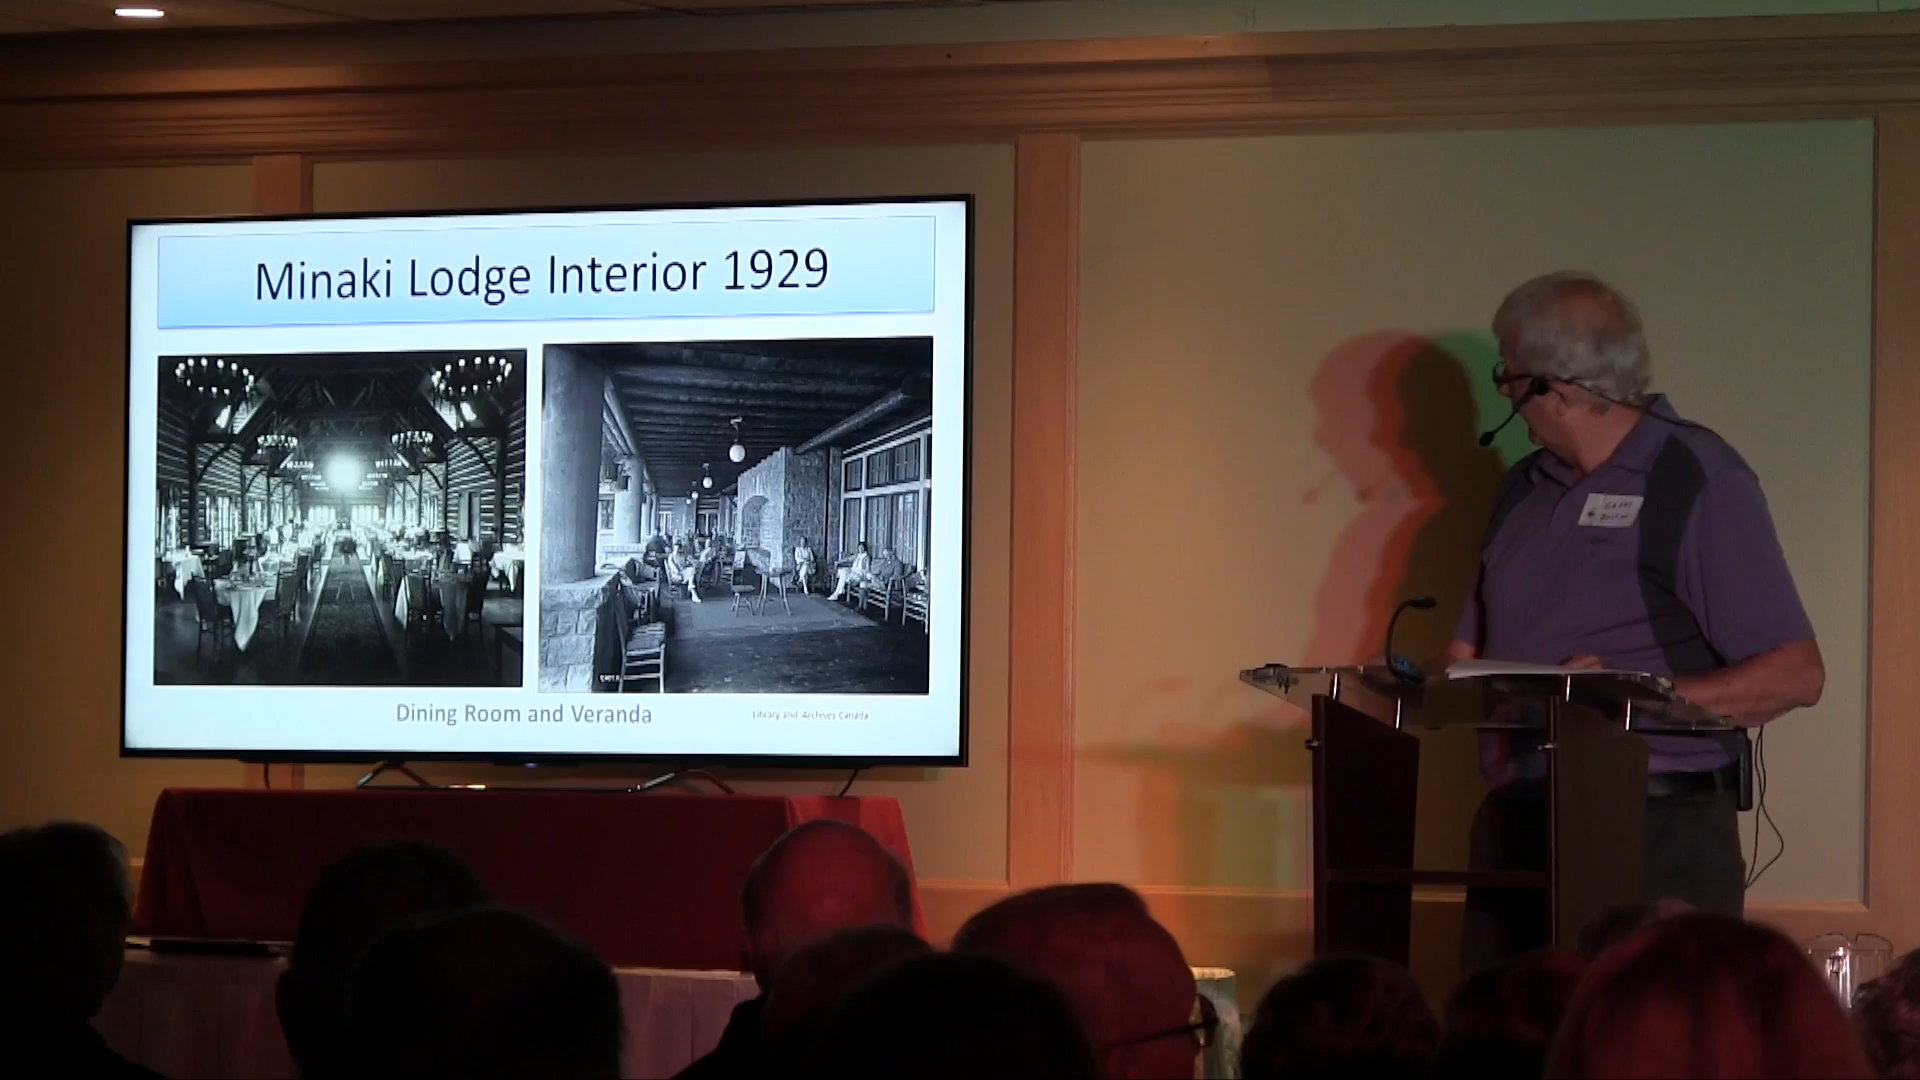 Minaki Lodge Interior 1929
Dining Room and Veranda
Library and Archives Canada